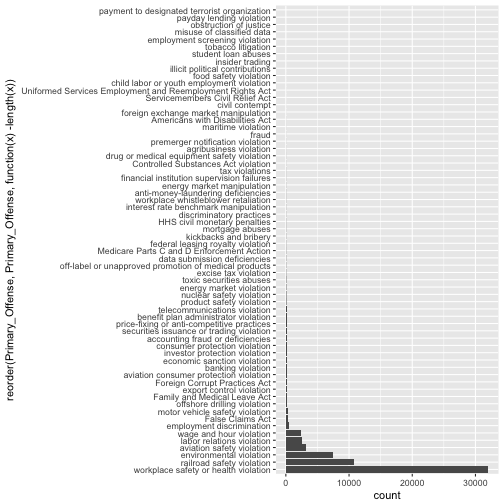 payment to designated terrorist organization
payday lending violation
obstruction of justice
misuse of classified data
employment screening violation
tobacco litigation
student loan abuses
insider trading
illicit political contributions
food safety violation
child labor or youth employment violation
Uniformed Services Employment and Reemployment Rights Act
Servicemembers Civil Relief Act
civil contempt
foreign exchange market manipulation
Americans with Disabilities Act
maritime violation
fraud
premerger notification violation
agribusiness violation
drug or medical equipment safety violation
Controlled Substances Act violation
tax violations
financial institution supervision failures
energy market manipulation
anti-money-laundering deficiencies
workplace whistleblower retaliation
interest rate benchmark manipulation
discriminatory practices
HHS civil monetary penalties
mortgage abuses
kickbacks and bribery
federal leasing royalty violation
Medicare Parts C and D Enforcement Action
data submission deficiencies
off-label or unapproved promotion of medical products
excise tax violation
toxic securities abuses
energy market violation
nuclear safety violation
product safety violation
telecommunications violation
benefit plan administrator violation
price-fixing or anti-competitive practices
securities issuance or trading violation
accounting fraud or deficiencies
consumer protection violation
investor protection violation
economic sanction violation
banking violation
aviation consumer protection violation
Foreign Corrupt Practices Act
export control violation
Family and Medical Leave Act
offshore drilling violation
motor vehicle safety violation
False Claims Act
employment discrimination
wage and hour violation
labor relations violation
aviation safety violation
environmental violation
railroad safety violation
workplace safety or health violation
reorder(Primary_Offense, Primary_Offense, function(x) -length(x))
0 10000 20000 30000
count